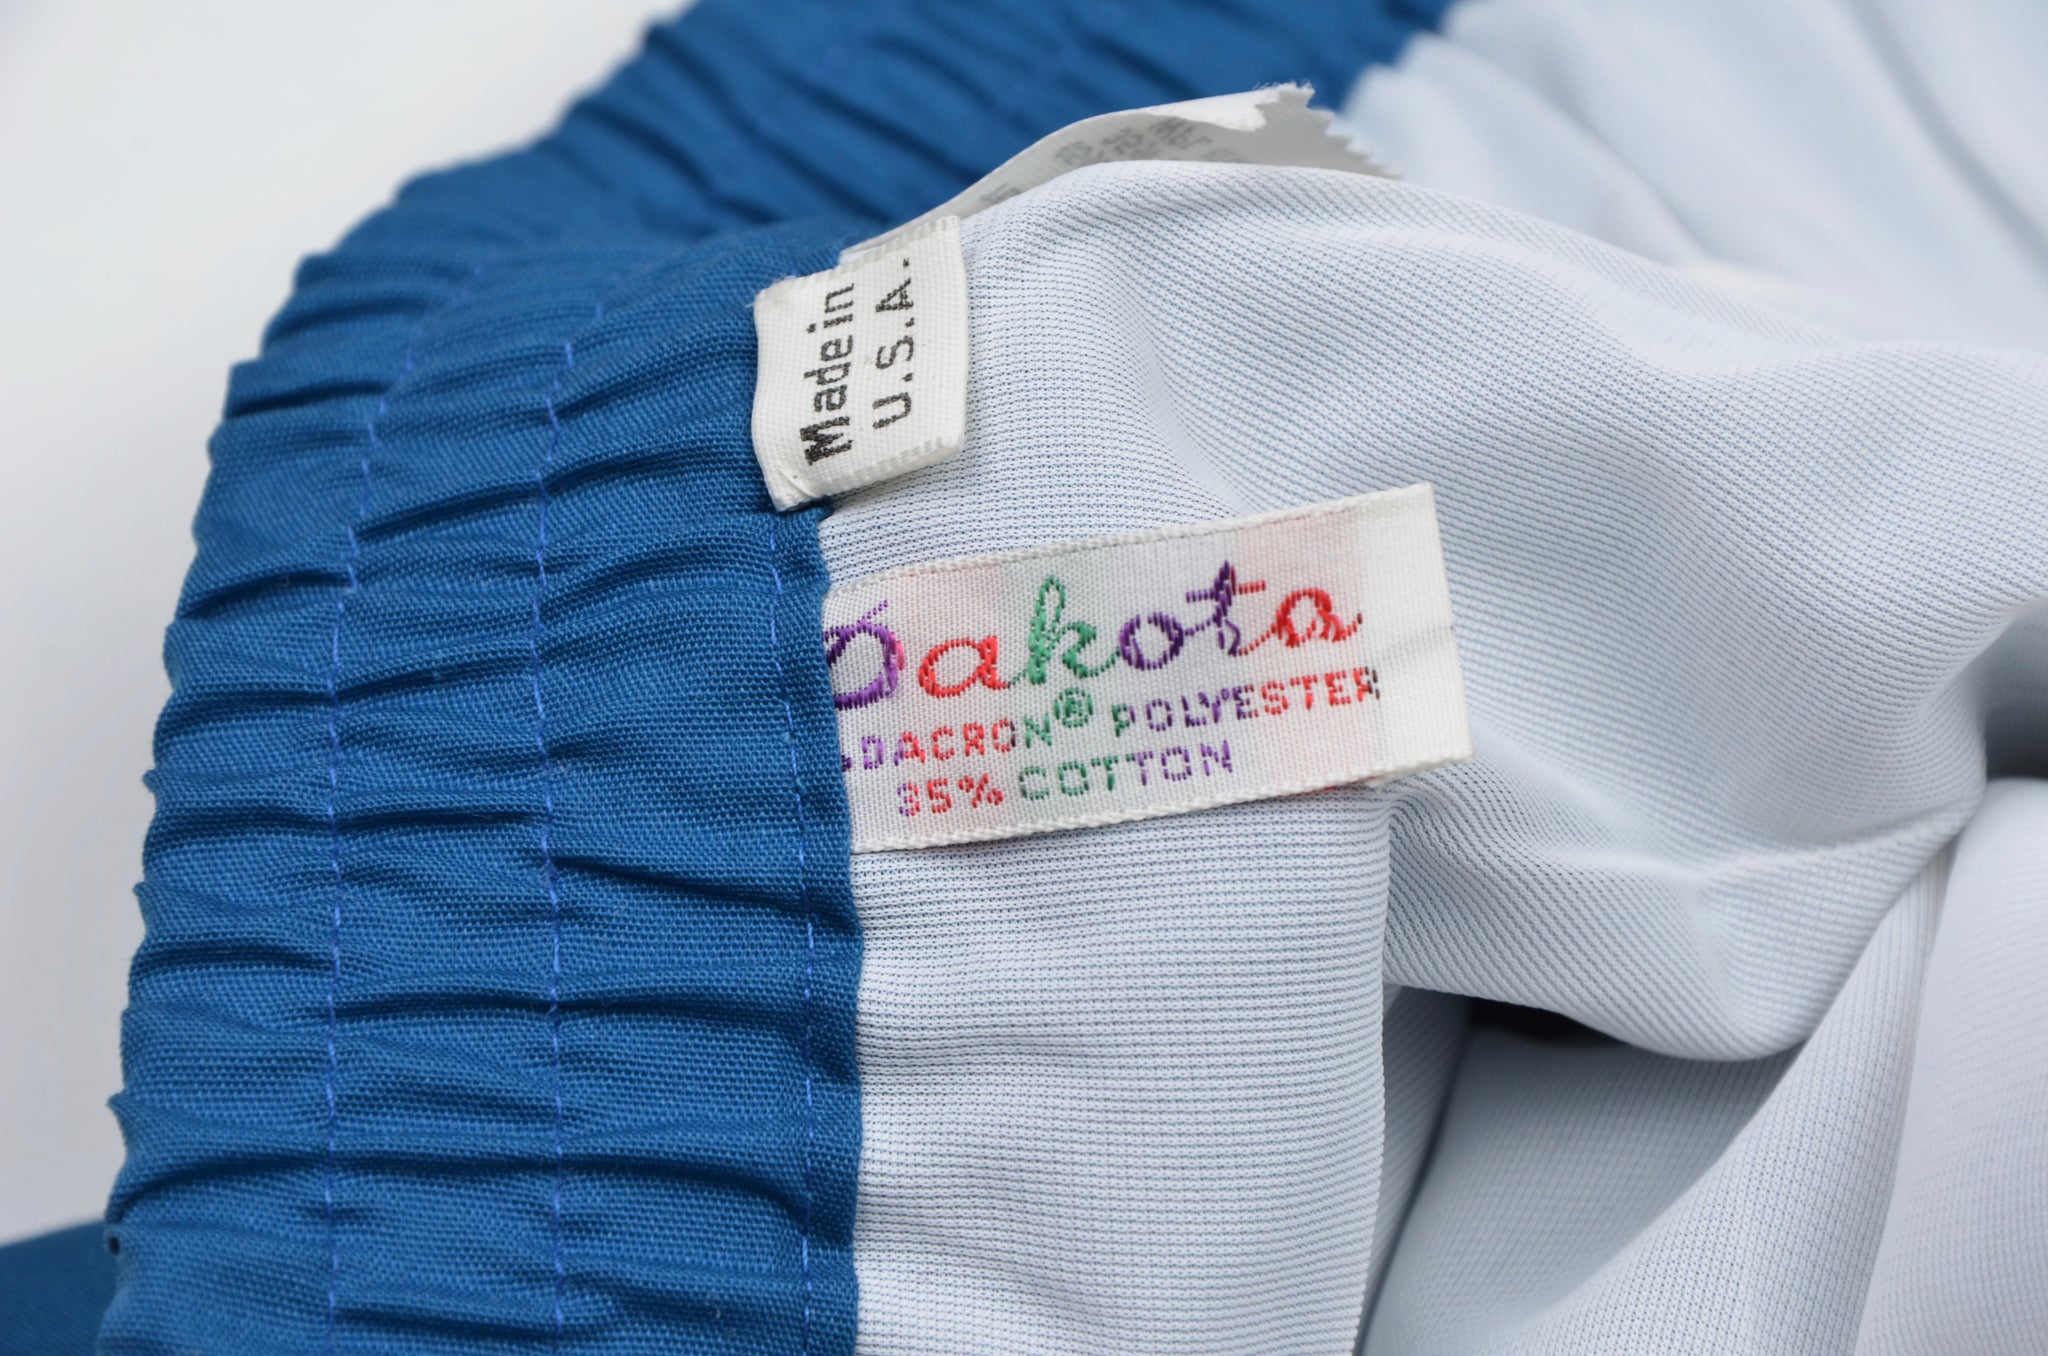 Made in
U.S.A.
Dakota
DACRON® POLYESTER
35% COTTON